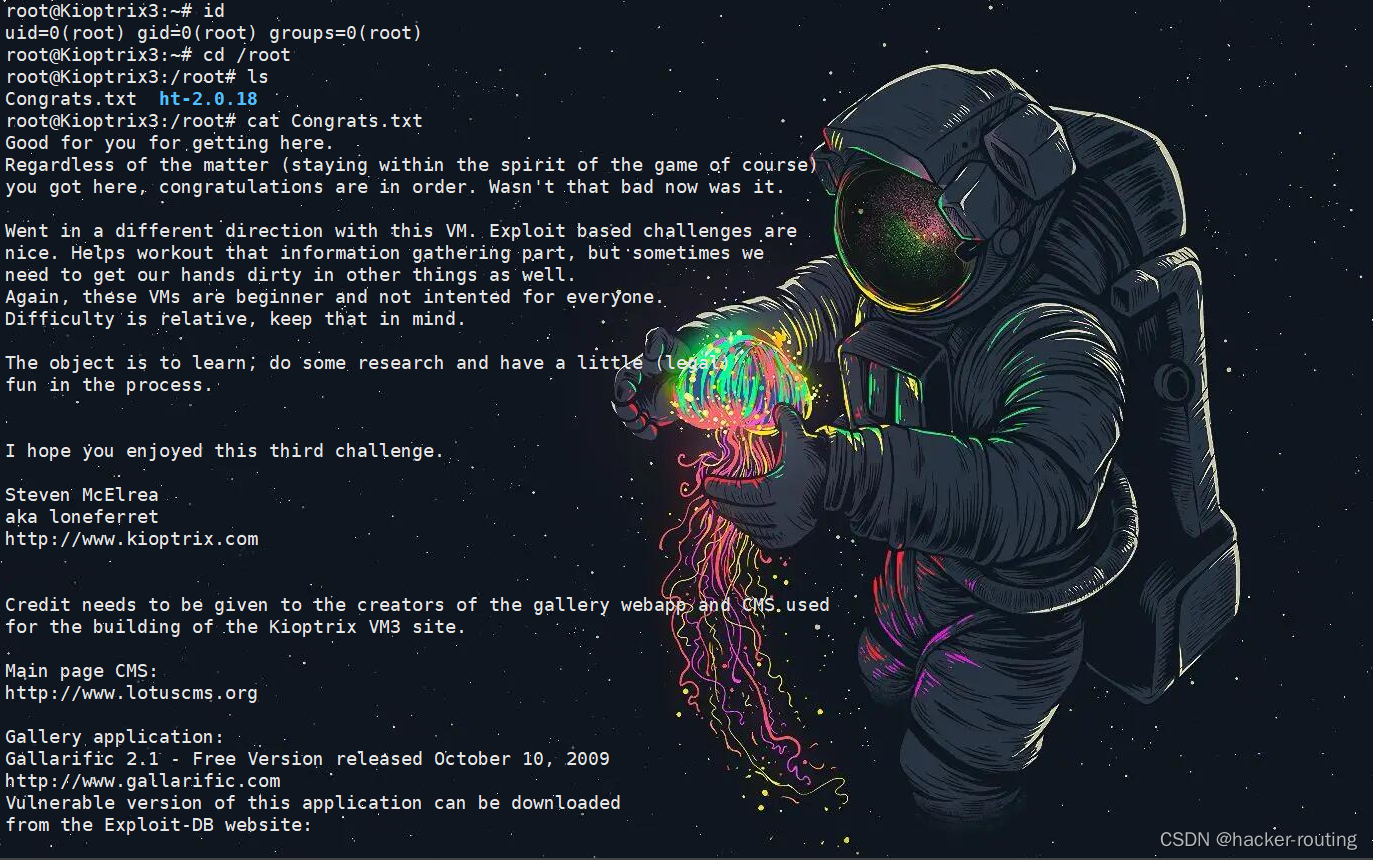 root@Kioptrix3:~# id
uid=0(root) gid=0(root) groups=0(root)
root@Kioptrix3:~# cd /root
root@Kioptrix3:/root# ls
Congrats.txt  ht-2.0.18
root@Kioptrix3:/root# cat Congrats.txt
Good for you for getting here.
Regardless of the matter (staying within the spirit of the game of course)
you got here, congratulations are in order. Wasn't that bad now was it.
Went in a different direction with this VM. Exploit based challenges are
nice. Helps workout that information gathering part, but sometimes we
need to get our hands dirty in other things as well.
Again, these VMs are beginner and not intented for everyone.
Difficulty is relative, keep that in mind.
The object is to learn, do some research and have a little (legal)
fun in the process.
I hope you enjoyed this third challenge.
Steven McElrea
aka loneferret
http://www.kioptrix.com
Credit needs to be given to the creators of the gallery webapp and CMS used
for the building of the Kioptrix VM3 site.
Main page CMS:
http://www.lotuscms.org
Gallery application:
Gallarific 2.1 - Free Version released October 10, 2009
http://www.gallarific.com
Vulnerable version of this application can be downloaded
from the Exploit-DB website:
CSDN @hacker-routing